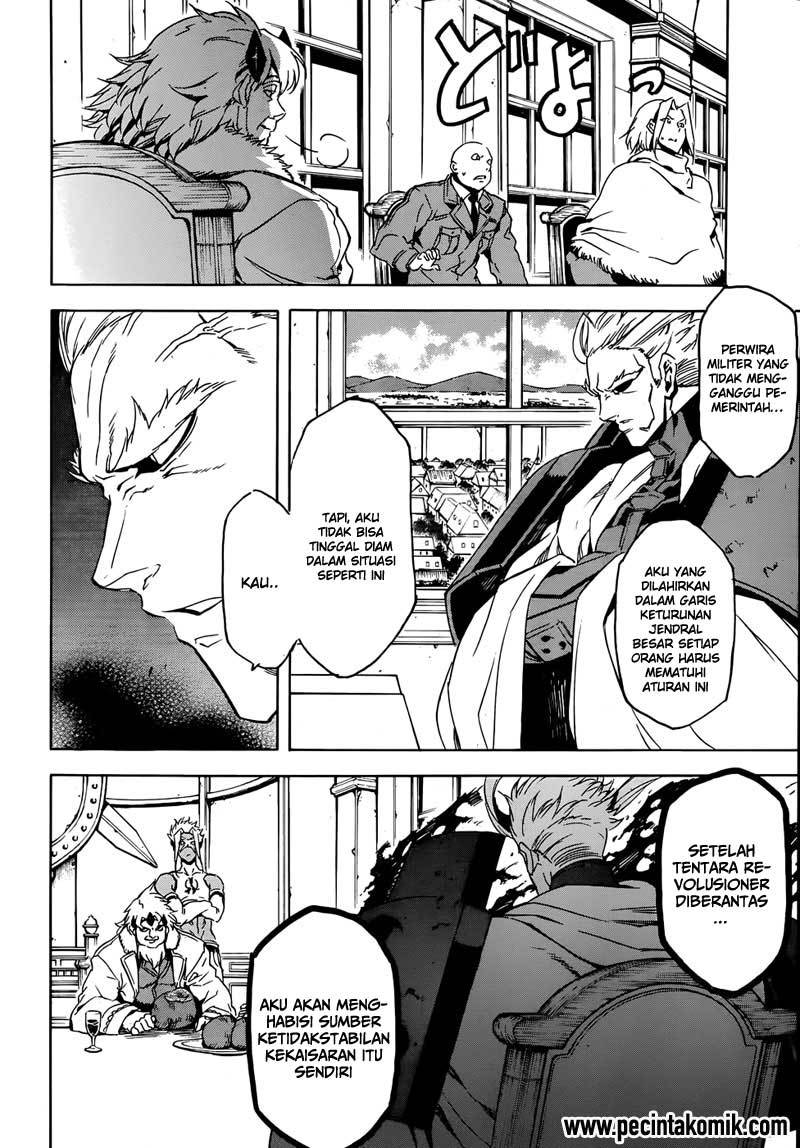 どよっ
PERWIRA
MILITER YANG
TIDAK MENG-
GANGGU PE-
MERINTAH...
AKU YANG
DILAHIRKAN
DALAM GARIS
KETURUNAN
JENDRAL
BESAR SETIAP
ORANG HARUS
MEMATUHI
ATURAN INI
TAPI, AKU
TIDAK BISA
TINGGAL DIAM
DALAM SITUASI
SEPERTI INI
KAU..
SETELAH
TENTARA RE-
VOLUSIONER
DIBERANTAS
...
AKU AKAN MENG-
HABISI SUMBER
KETIDAKSTABILAN
KEKAISARAN ITU
SENDIRI
www.pecintakomik.com